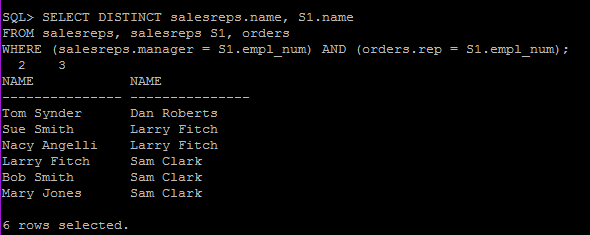 SQL> SELECT DISTINCT salesreps.name, S1.name
FROM salesreps, salesreps S1, orders
WHERE (salesreps.manager = S1.empl_num) AND (orders.rep = S1.empl_num);
  2    3
NAME            NAME
--------------- ---------------
Tom Synder      Dan Roberts
Sue Smith       Larry Fitch
Nacy Angelli    Larry Fitch
Larry Fitch     Sam Clark
Bob Smith       Sam Clark
Mary Jones      Sam Clark
6 rows selected.